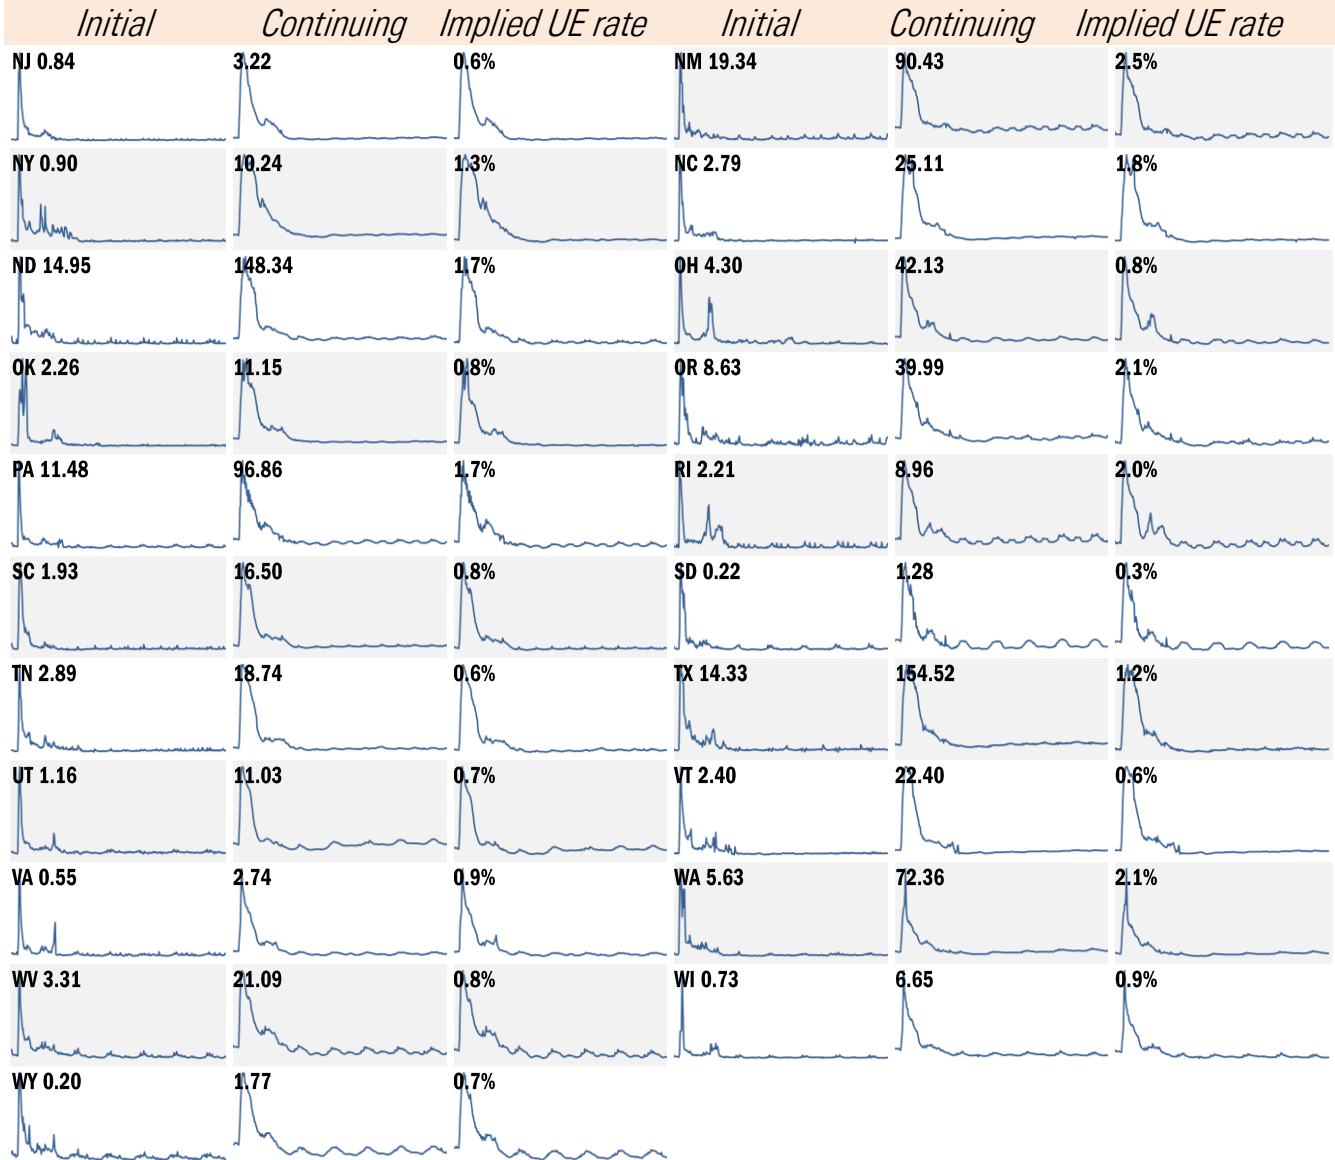 Initial Continuing Implied UE rate Initial Continuing Implied UE rate
NJ 0.84 3.22 0.6% NM 19.34 90.43 2.5%
NY 0.90 10.24 1.3% NC 2.79 25.11 1.8%
ND 14.95 148.34 1.7% OH 4.30 42.13 0.8%
OK 2.26 11.15 0.8% OR 8.63 39.99 2.1%
PA 11.48 96.86 1.7% RI 2.21 8.96 2.0%
SC 1.93 16.50 0.8% SD 0.22 1.28 0.3%
TN 2.89 18.74 0.6% TX 14.33 154.52 1.2%
UT 1.16 11.03 0.7% VT 2.40 22.40 0.6%
VA 0.55 2.74 0.9% WA 5.63 72.36 2.1%
WV 3.31 21.09 0.8% WI 0.73 6.65 0.9%
WY 0.20 1.77 0.7%